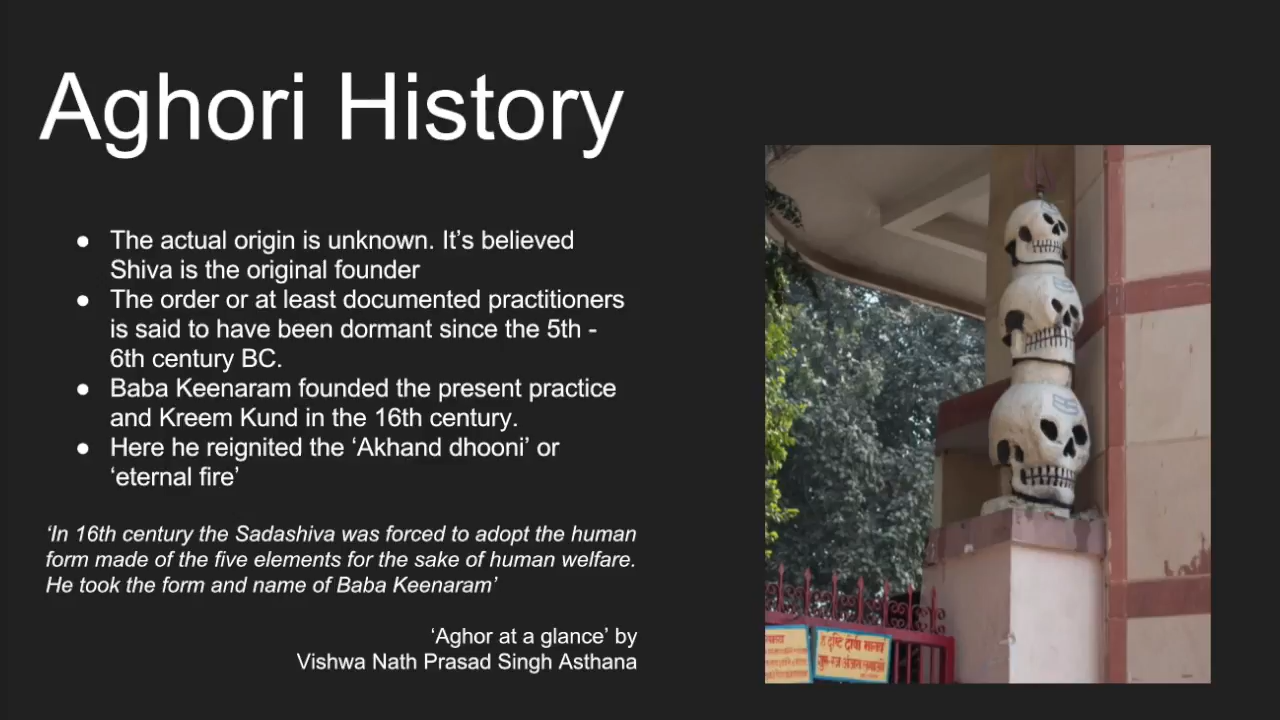 Aghori History
● The actual origin is unknown. It’s believed
Shiva is the original founder
● The order or at least documented practitioners
is said to have been dormant since the 5th -
6th century BC.
● Baba Keenaram founded the present practice
and Kreem Kund in the 16th century.
● Here he reignited the ‘Akhand dhooni’ or
‘eternal fire’
‘In 16th century the Sadashiva was forced to adopt the human
form made of the five elements for the sake of human welfare.
He took the form and name of Baba Keenaram’
‘Aghor at a glance’ by
Vishwa Nath Prasad Singh Asthana